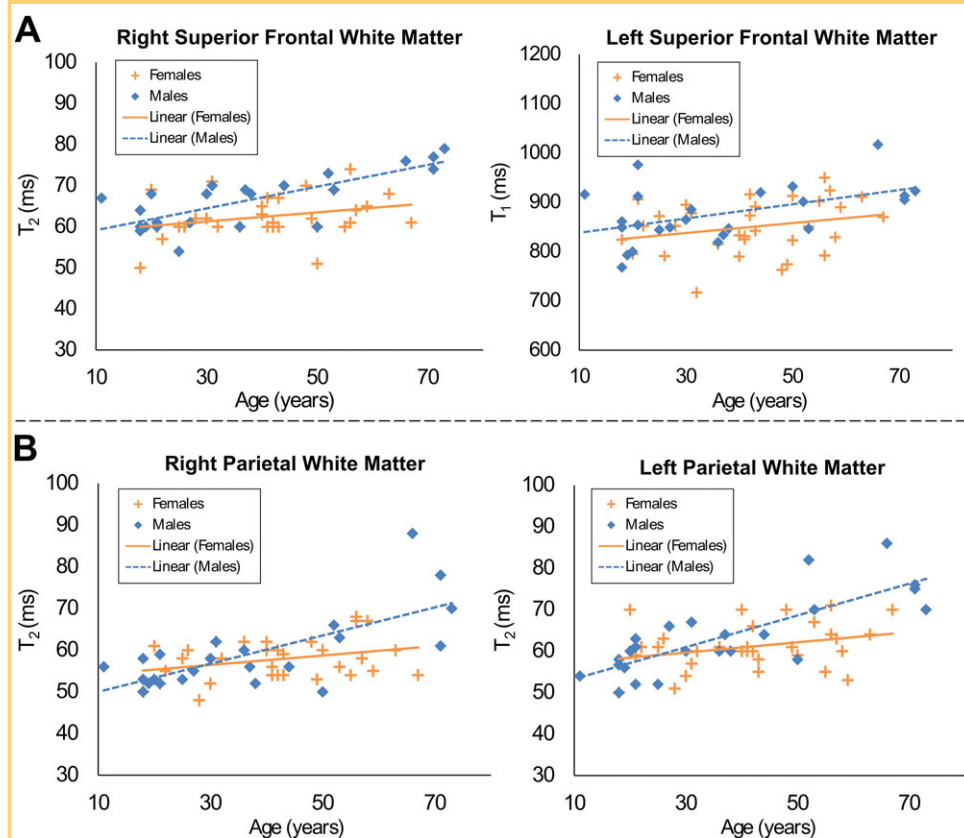 A
Right Superior Frontal White Matter
100
90
80
70
60
50
40
30
T2 (ms)
Females
Males
Linear (Females)
Linear (Males)
10
30
50
70
Age (years)
Left Superior Frontal White Matter
1200
1100
1000
900
800
700
600
T1 (ms)
Females
Males
Linear (Females)
Linear (Males)
10
30
50
70
Age (years)
B
Right Parietal White Matter
100
90
80
70
60
50
40
30
T2 (ms)
Females
Males
Linear (Females)
Linear (Males)
10
30
50
70
Age (years)
Left Parietal White Matter
100
90
80
70
60
50
40
30
T2 (ms)
Females
Males
Linear (Females)
Linear (Males)
10
30
50
70
Age (years)